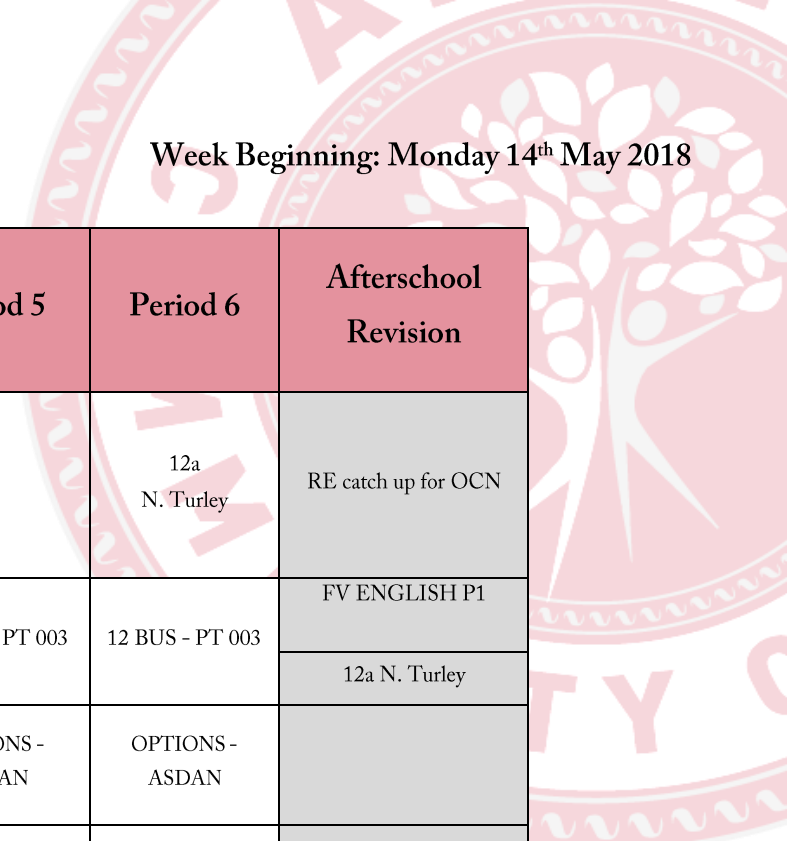 Week Beginning: Monday 14th May 2018
od 5
Period 6
Afterschool
Revision
12a
N. Turley
RE catch up for OCN
PT 003
12 BUS - PT 003
FV ENGLISH P1
12a N. Turley
ONS -
AN
OPTIONS -
ASDAN